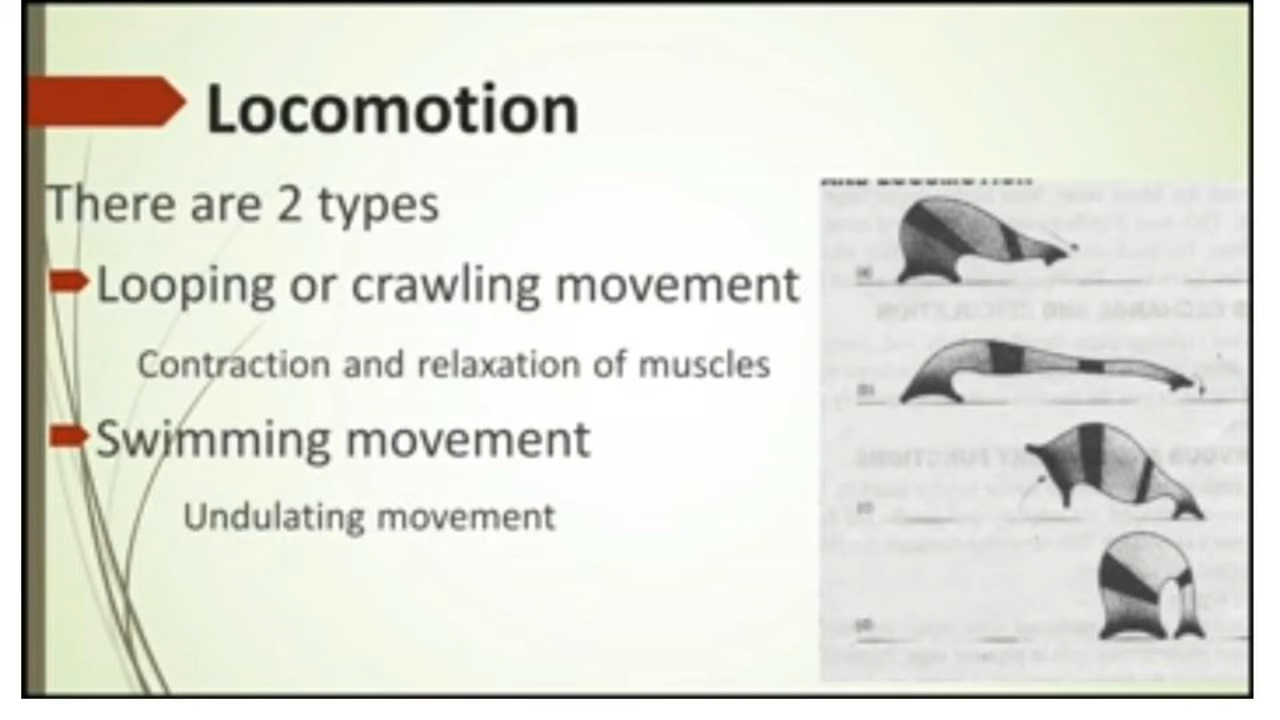 Locomotion
There are 2 types
Looping or crawling movement
Contraction and relaxation of muscles
Swimming movement
Undulating movement